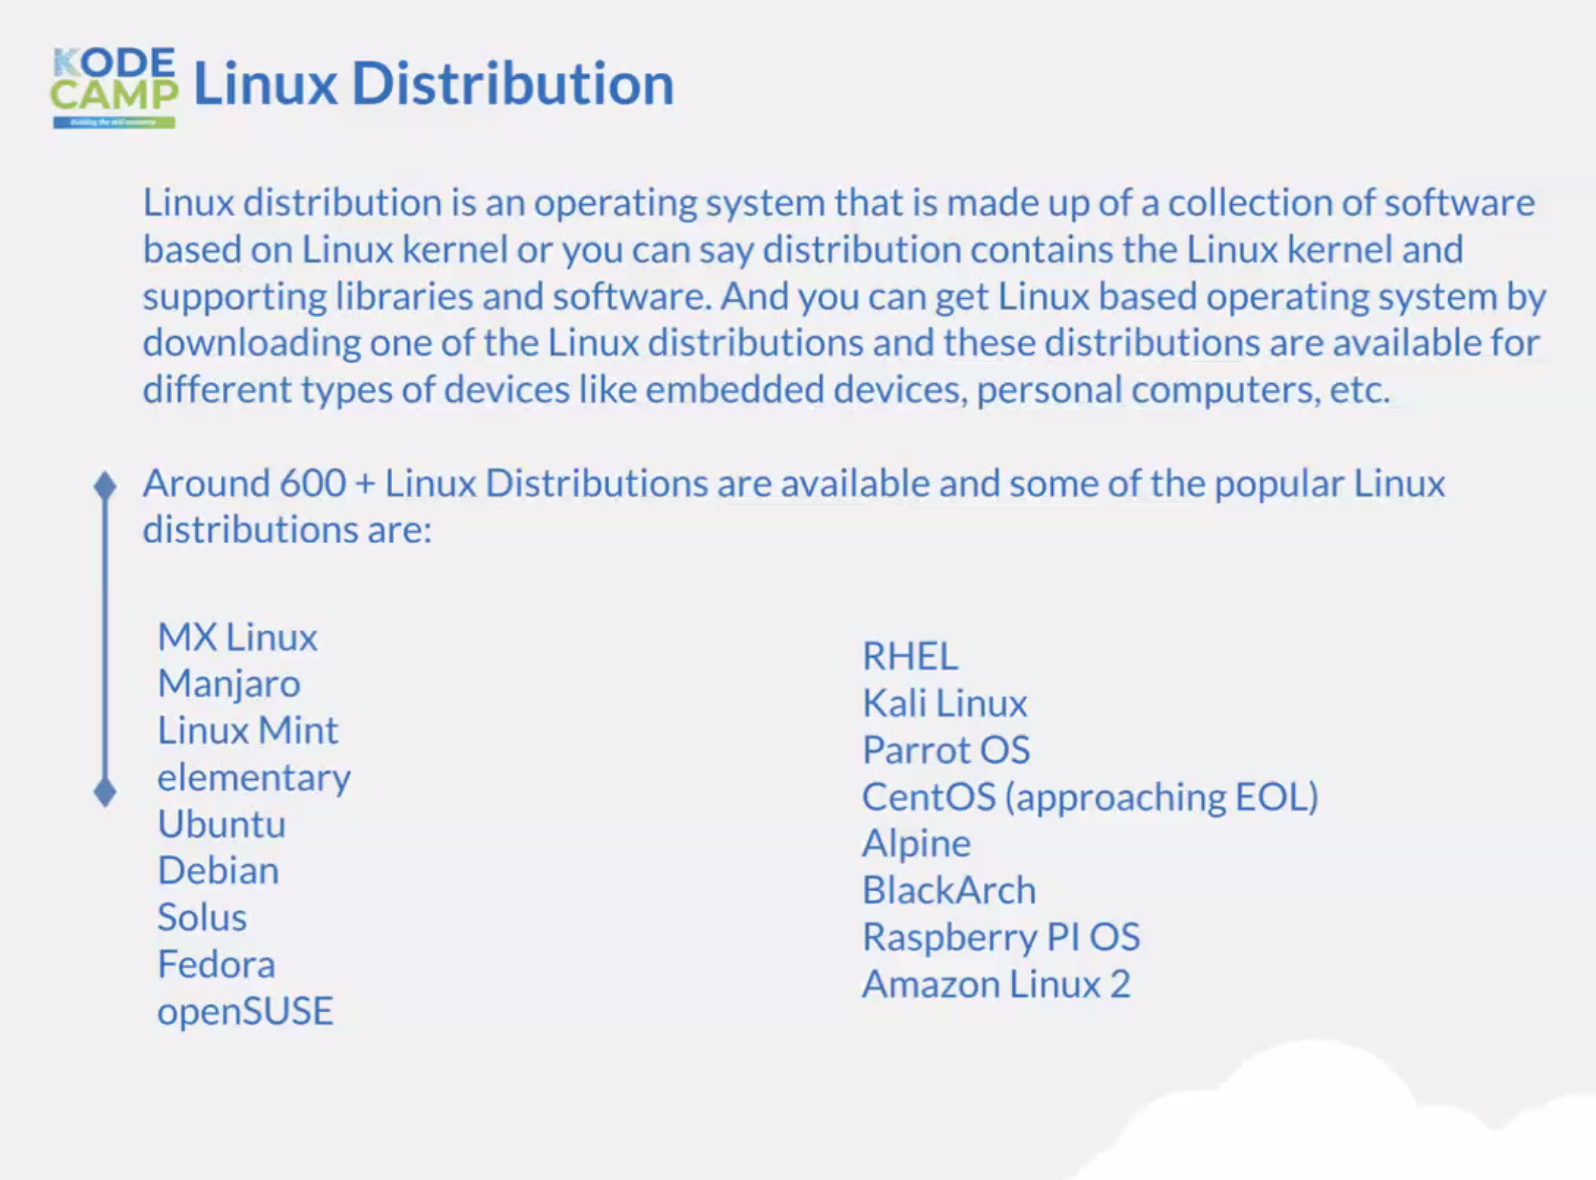 KODE
CAMP
Building the skill economy
Linux Distribution
Linux distribution is an operating system that is made up of a collection of software
based on Linux kernel or you can say distribution contains the Linux kernel and
supporting libraries and software. And you can get Linux based operating system by
downloading one of the Linux distributions and these distributions are available for
different types of devices like embedded devices, personal computers, etc.
Around 600 + Linux Distributions are available and some of the popular Linux
distributions are:
MX Linux
Manjaro
Linux Mint
elementary
Ubuntu
Debian
Solus
Fedora
openSUSE
RHEL
Kali Linux
Parrot OS
CentOS (approaching EOL)
Alpine
BlackArch
Raspberry PI OS
Amazon Linux 2